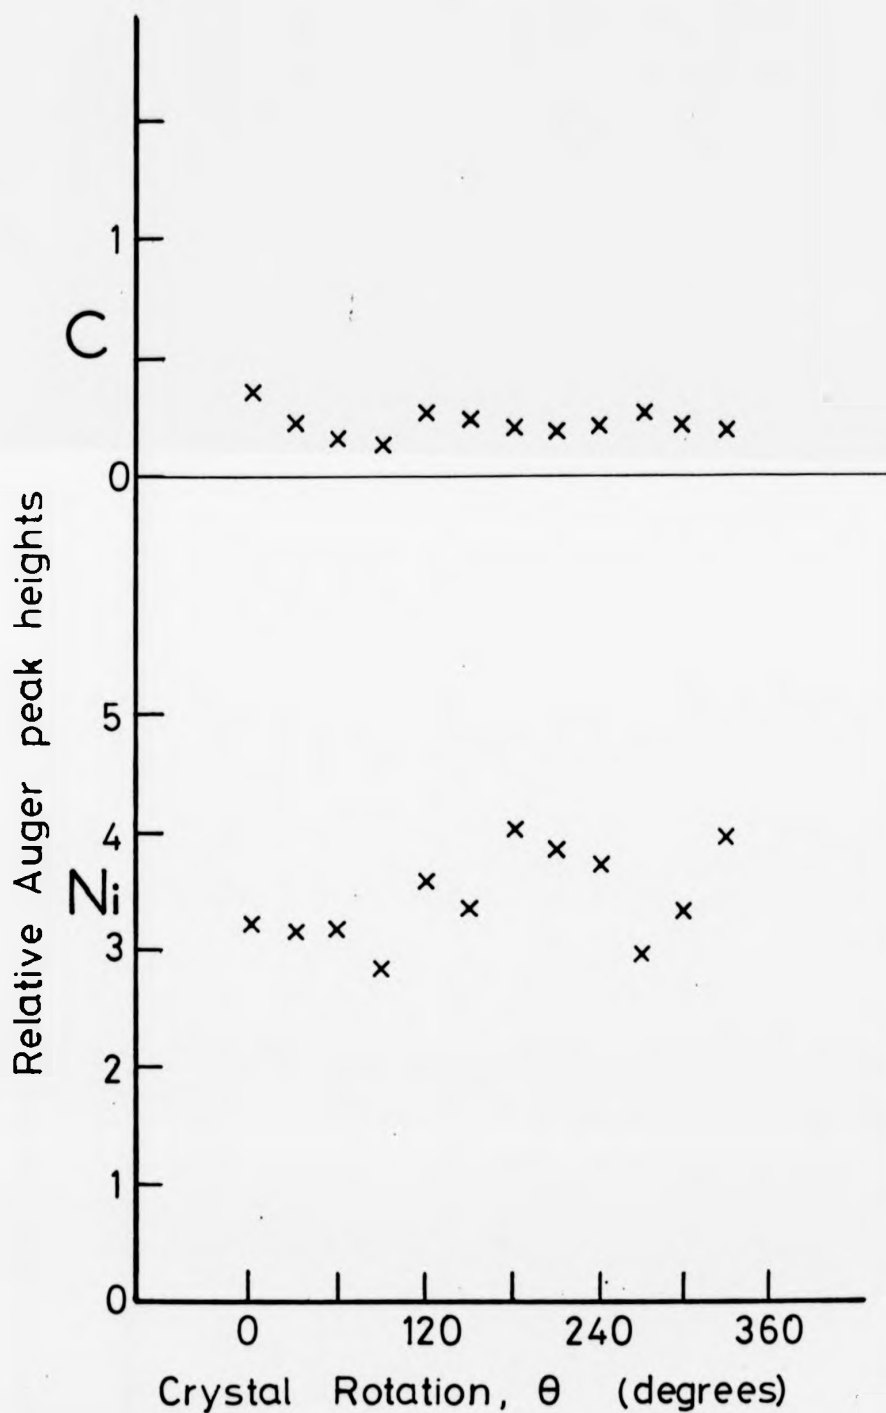 1
C
0
Relative Auger peak heights
5
4
Ni
3
2
1
0
0 120 240 360
Crystal Rotation, θ (degrees)